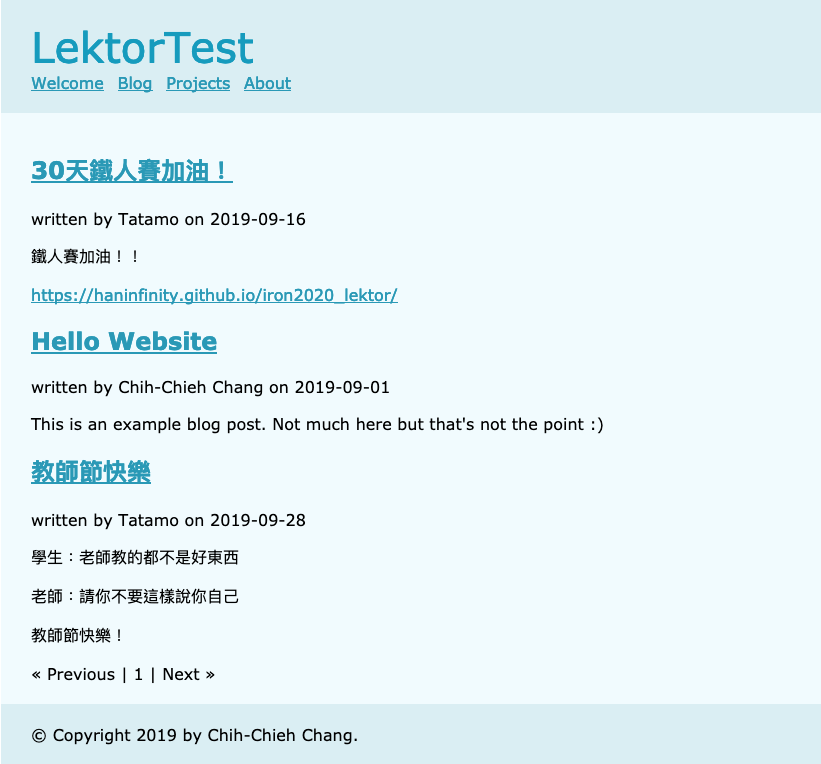 LektorTest
Welcome Blog Projects About
30天鐵人賽加油！
written by Tatamo on 2019-09-16
鐵人賽加油！！
https://haninfinity.github.io/iron2020_lektor/
Hello Website
written by Chih-Chieh Chang on 2019-09-01
This is an example blog post. Not much here but that's not the point :)
教師節快樂
written by Tatamo on 2019-09-28
學生：老師教的都不是好東西
老師：請你不要這樣說你自己
教師節快樂！
« Previous | 1 | Next »
© Copyright 2019 by Chih-Chieh Chang.